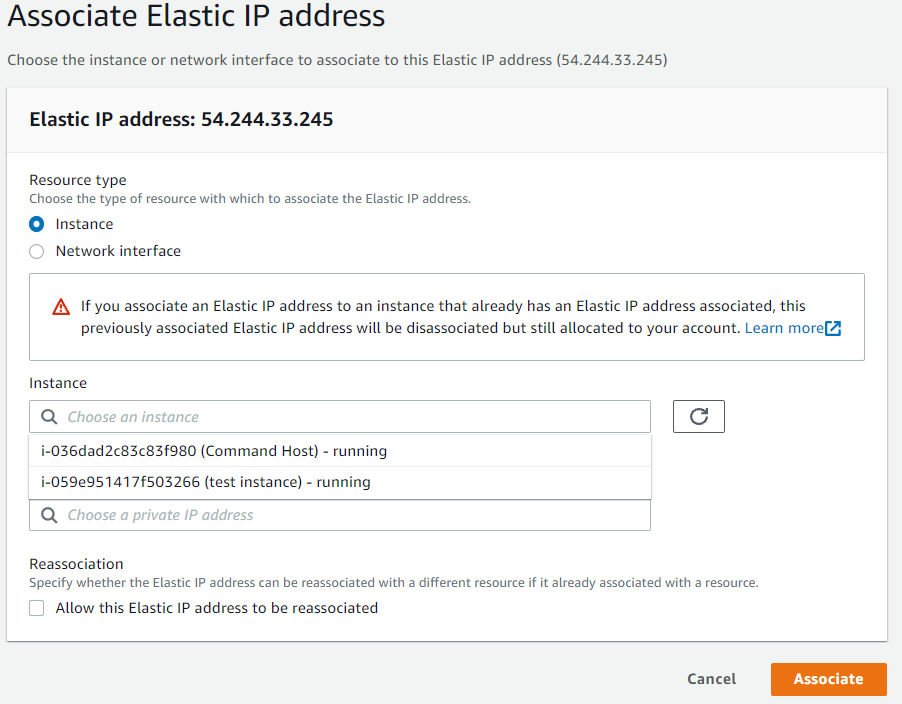 Associate Elastic IP address
Choose the instance or network interface to associate to this Elastic IP address (54.244.33.245)
Elastic IP address: 54.244.33.245
Resource type
Choose the type of resource with which to associate the Elastic IP address.
Instance
Network interface
If you associate an Elastic IP address to an instance that already has an Elastic IP address associated, this
previously associated Elastic IP address will be disassociated but still allocated to your account. Learn more
Instance
Choose an instance
i-036dad2c83c83f980 (Command Host) - running
i-059e951417f503266 (test instance) - running
Choose a private IP address
Reassociation
Specify whether the Elastic IP address can be reassociated with a different resource if it already associated with a resource.
Allow this Elastic IP address to be reassociated
Cancel
Associate